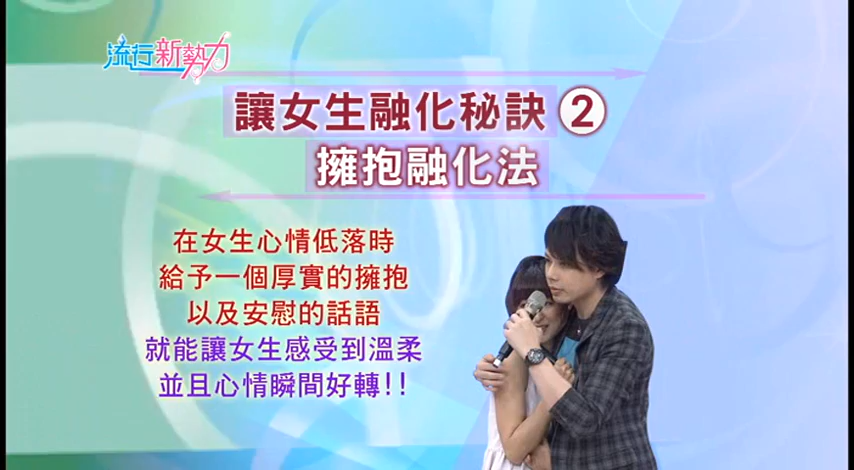 流行新勢力
讓女生融化秘訣②
擁抱融化法
在女生心情低落時
給予一個厚實的擁抱
以及安慰的話語
就能讓女生感受到溫柔
並且心情瞬間好轉!!